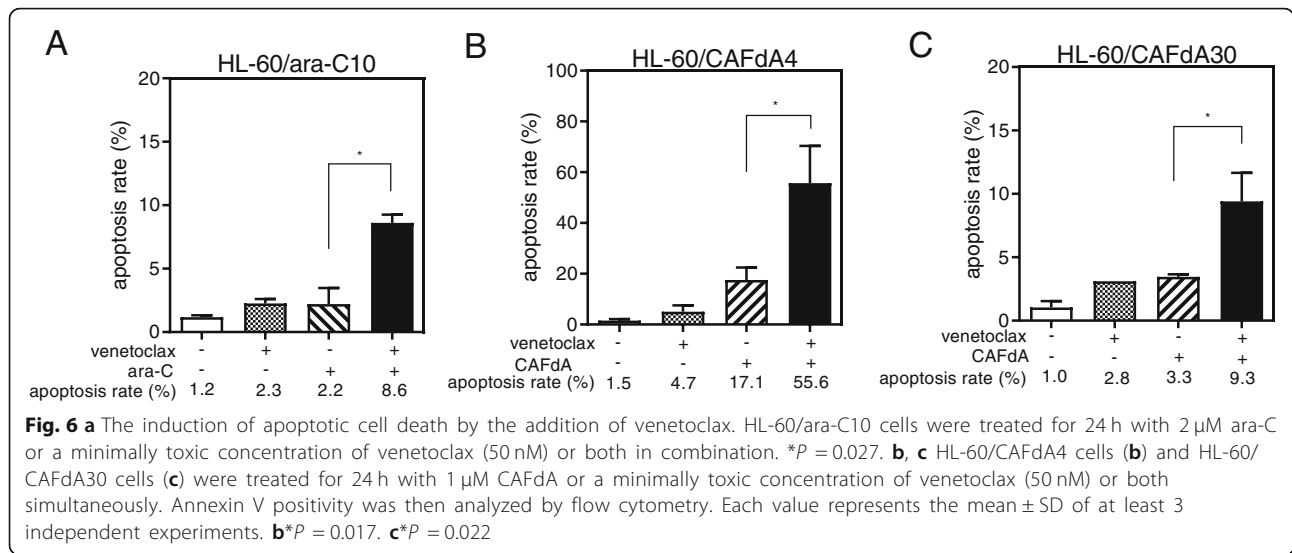 A
HL-60/ara-C10
20
15
10
5
0
apoptosis rate (%)
venetoclax - + - +
ara-C - - + +
apoptosis rate (%) 1.2 2.3 2.2 8.6
*
B
HL-60/CAFdA4
100
80
60
40
20
0
apoptosis rate (%)
venetoclax - + - +
CAFdA - - + +
apoptosis rate (%) 1.5 4.7 17.1 55.6
*
C
HL-60/CAFdA30
20
15
10
5
0
apoptosis rate (%)
venetoclax - + - +
CAFdA - - + +
apoptosis rate (%) 1.0 2.8 3.3 9.3
*
Fig. 6 a The induction of apoptotic cell death by the addition of venetoclax. HL-60/ara-C10 cells were treated for 24 h with 2 μM ara-C
or a minimally toxic concentration of venetoclax (50 nM) or both in combination. *P = 0.027. b, c HL-60/CAFdA4 cells (b) and HL-60/
CAFdA30 cells (c) were treated for 24 h with 1 μM CAFdA or a minimally toxic concentration of venetoclax (50 nM) or both
simultaneously. Annexin V positivity was then analyzed by flow cytometry. Each value represents the mean ± SD of at least 3
independent experiments. b*P = 0.017. c*P = 0.022